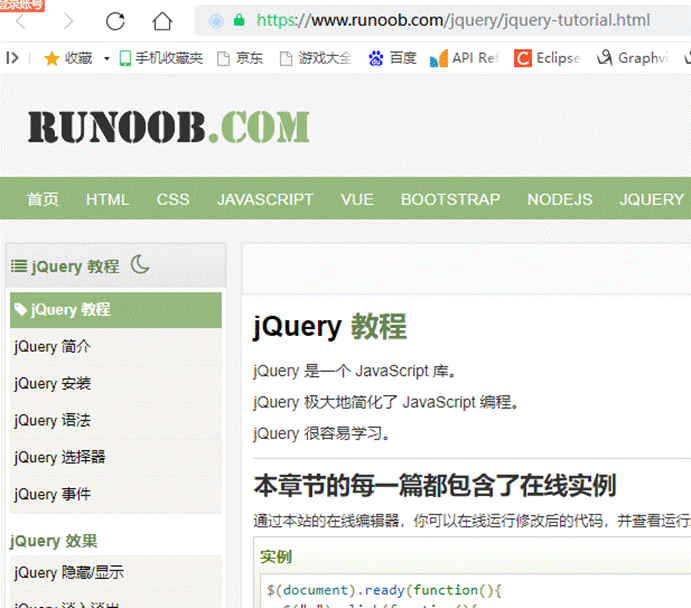 登录账号
https://www.runoob.com/jquery/jquery-tutorial.html
收藏 手机收藏夹 京东 游戏大全 百度 API Ref Eclipse Graphvi
RUNOOB.COM
首页 HTML CSS JAVASCRIPT VUE BOOTSTRAP NODEJS JQUERY
jQuery 教程
jQuery 教程
jQuery 简介
jQuery 安装
jQuery 语法
jQuery 选择器
jQuery 事件
jQuery 效果
jQuery 隐藏/显示
jQuery 教程
jQuery 是一个 JavaScript 库。
jQuery 极大地简化了 JavaScript 编程。
jQuery 很容易学习。
本章节的每一篇都包含了在线实例
通过本站的在线编辑器，你可以在线运行修改后的代码，并查看运行
实例
$(document).ready(function(){